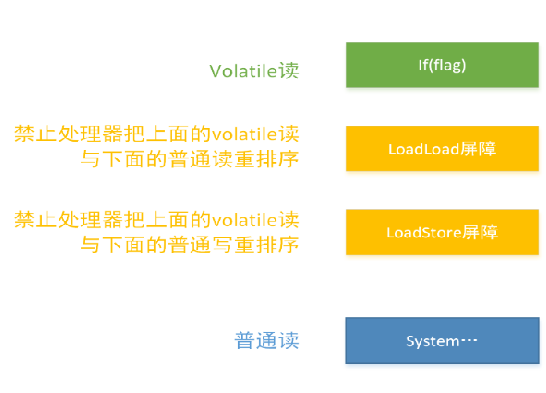 Volatile读
If(flag)
禁止处理器把上面的volatile读
与下面的普通读重排序
LoadLoad屏障
禁止处理器把上面的volatile读
与下面的普通写重排序
LoadStore屏障
普通读
System…